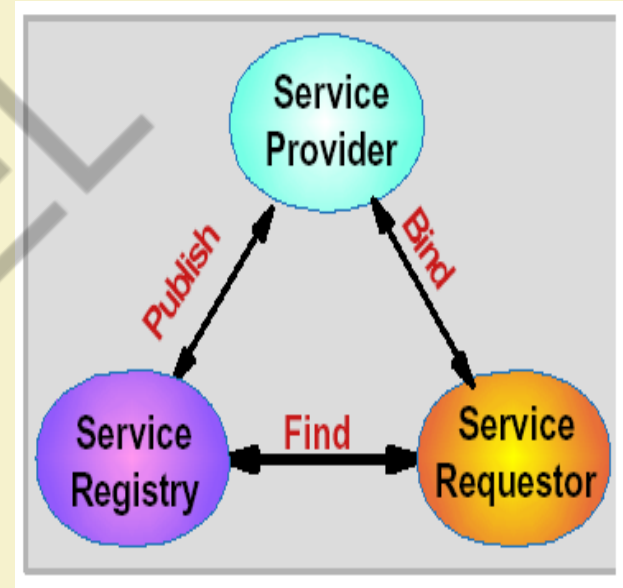 Service
Provider
Publish
Bind
Service
Registry
Find
Service
Requestor